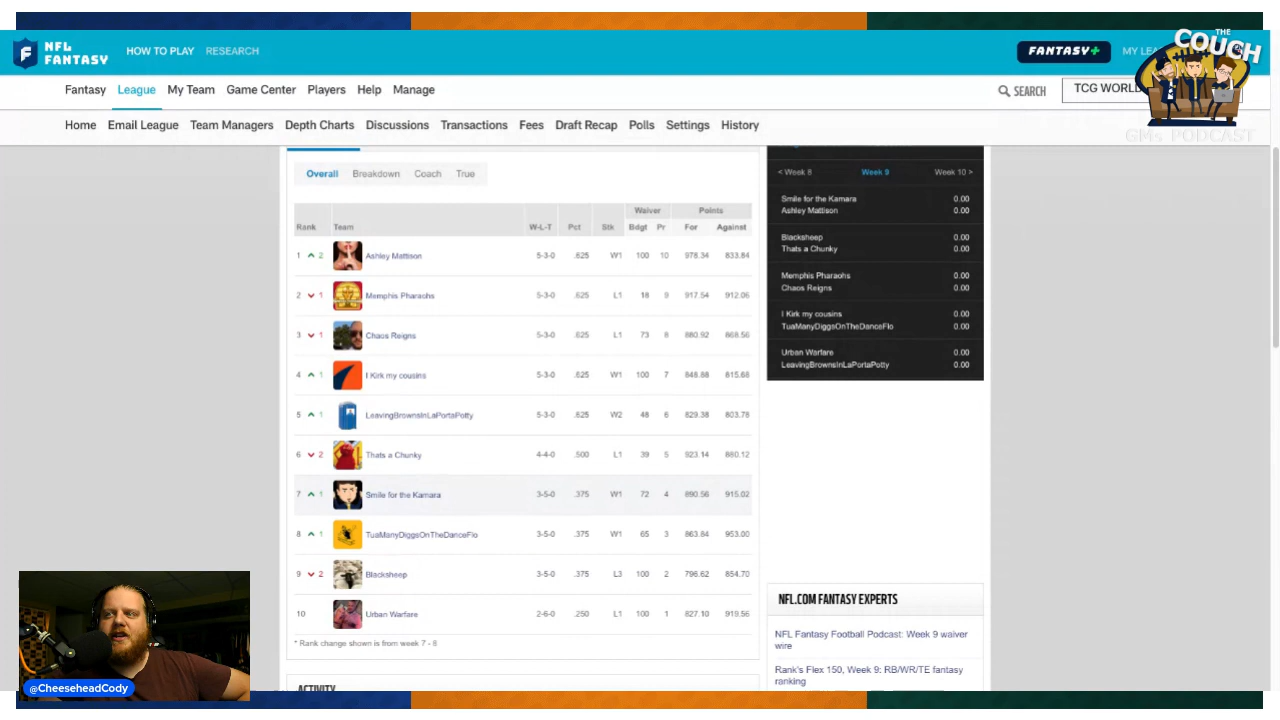 NFL
FANTASY
HOW TO PLAY RESEARCH
FANTASY+
MY LEA
THE
COUCH
GMs PODCAST
Fantasy League My Team Game Center Players Help Manage
SEARCH
TCG WORLD
Home Email League Team Managers Depth Charts Discussions Transactions Fees Draft Recap Polls Settings History
Overall Breakdown Coach True
Waiver Points
Rank Team W-L-T Pct Stk Bdgt Pr For Against
1 2 Ashley Mattison 5-3-0 .625 W1 100 10 978.34 833.84
2 1 Memphis Pharaohs 5-3-0 .625 L1 18 9 917.54 912.06
3 1 Chaos Reigns 5-3-0 .625 L1 73 8 880.92 868.56
4 1 I Kirk my cousins 5-3-0 .625 W1 100 7 848.88 815.68
5 1 LeavingBrownsInLaPortaPotty 5-3-0 .625 W2 48 6 829.38 803.78
6 2 Thats a Chunky 4-4-0 .500 L1 39 5 923.14 880.12
7 1 Smile for the Kamara 3-5-0 .375 W1 72 4 890.56 915.02
8 1 TuaManyDiggsOnTheDanceFlo 3-5-0 .375 W1 65 3 863.84 953.00
9 2 Blacksheep 3-5-0 .375 L3 100 2 796.62 854.70
10 Urban Warfare 2-6-0 .250 L1 100 1 827.10 919.56
* Rank change shown is from week 7 - 8
ACTIVITY
< Week 8 Week 9 Week 10 >
Smile for the Kamara 0.00
Ashley Mattison 0.00
Blacksheep 0.00
Thats a Chunky 0.00
Memphis Pharaohs 0.00
Chaos Reigns 0.00
I Kirk my cousins 0.00
TuaManyDiggsOnTheDanceFlo 0.00
Urban Warfare 0.00
LeavingBrownsInLaPortaPotty 0.00
NFL.COM FANTASY EXPERTS
NFL Fantasy Football Podcast: Week 9 waiver
wire
Rank's Flex 150, Week 9: RB/WR/TE fantasy
ranking
@CheeseheadCody